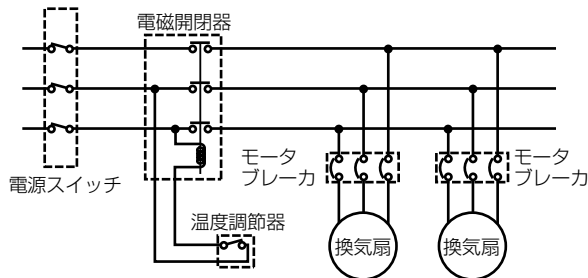 電磁開閉器
電源スイッチ
モータ
ブレーカ
モータ
ブレーカ
温度調節器
換気扇
換気扇